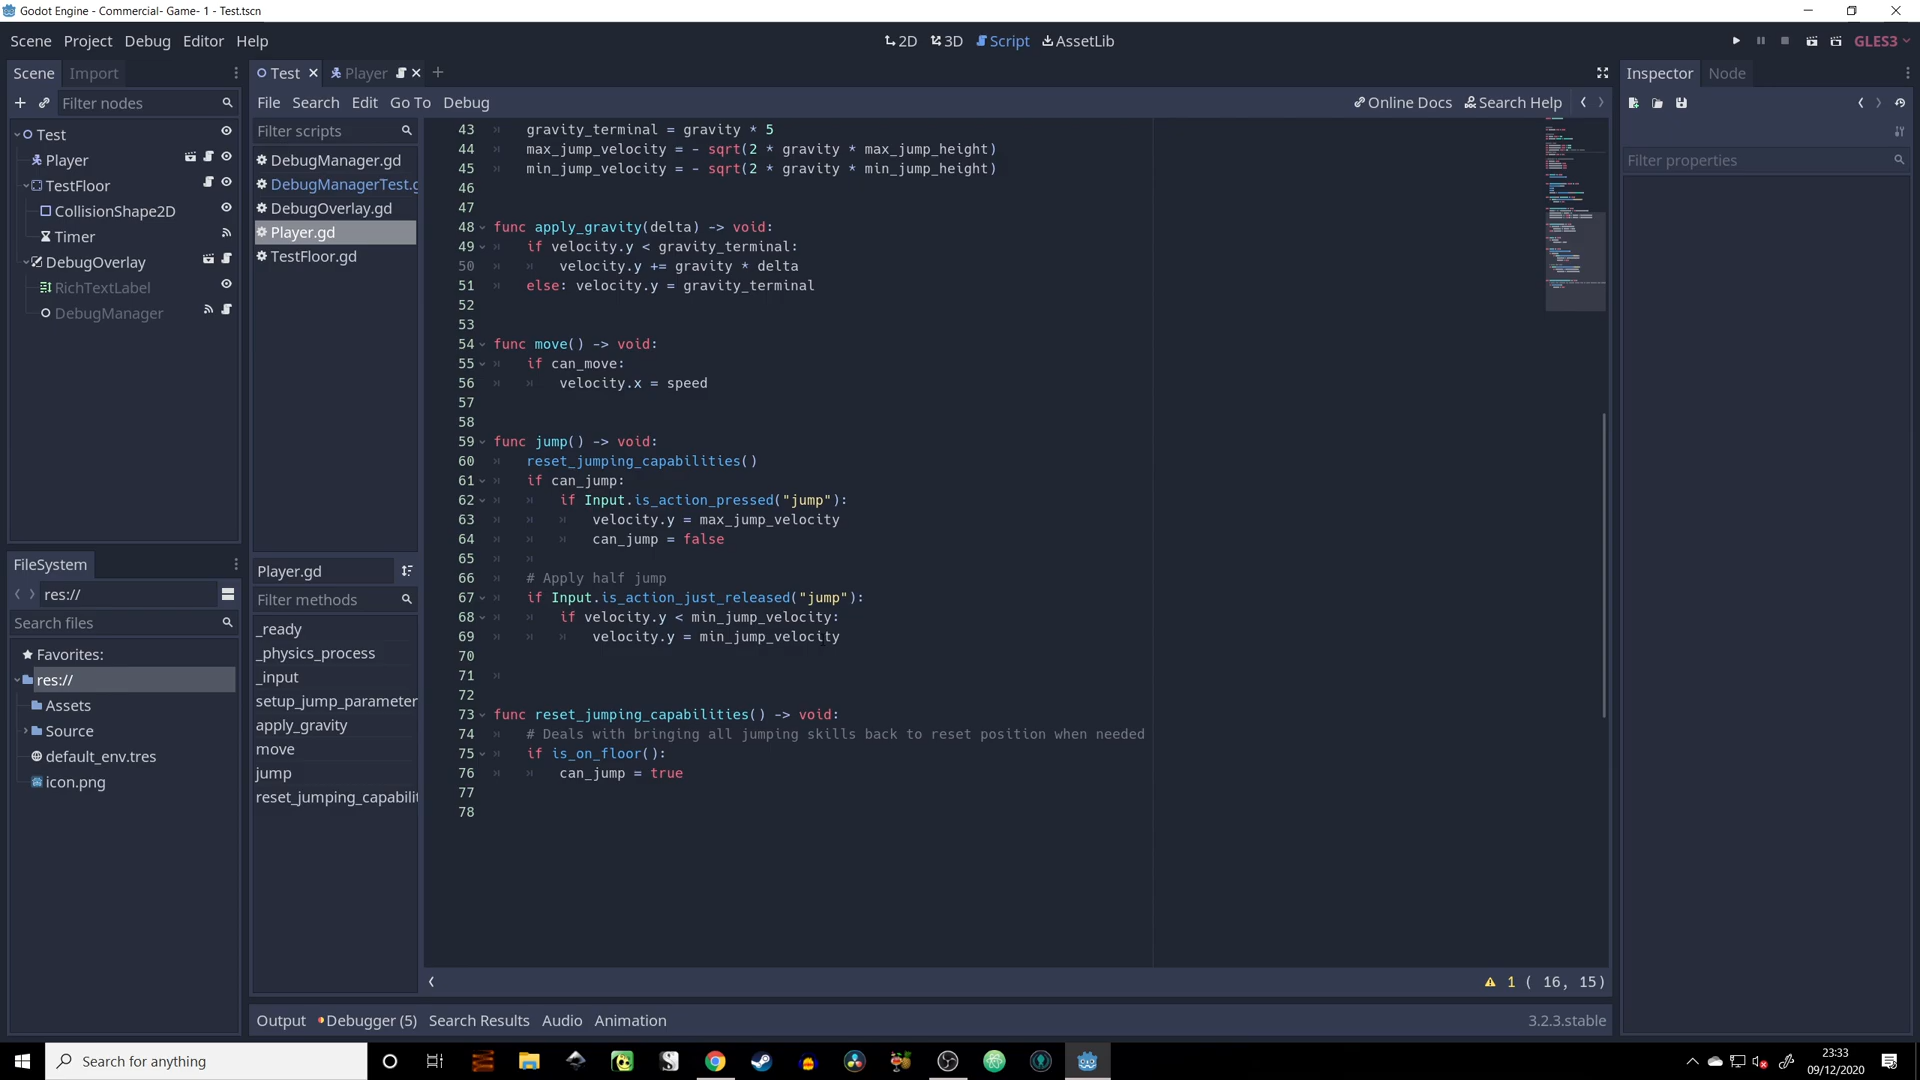 Godot Engine - Commercial- Game- 1 - Test.tscn
Scene Project Debug Editor Help
2D 3D Script AssetLib
GLES3
Scene Import
Filter nodes
Test
Player
TestFloor
CollisionShape2D
Timer
DebugOverlay
RichTextLabel
DebugManager
FileSystem
res://
Search files
Favorites:
res://
Assets
Source
default_env.tres
icon.png
Test Player
File Search Edit Go To Debug
Online Docs Search Help
Filter scripts
DebugManager.gd
DebugManagerTest.g
DebugOverlay.gd
Player.gd
TestFloor.gd
Player.gd
Filter methods
_ready
_physics_process
_input
setup_jump_parameter
apply_gravity
move
jump
reset_jumping_capabilit
43 gravity_terminal = gravity * 5
44 max_jump_velocity = - sqrt(2 * gravity * max_jump_height)
45 min_jump_velocity = - sqrt(2 * gravity * min_jump_height)
46
47
48 func apply_gravity(delta) -> void:
49 if velocity.y < gravity_terminal:
50 velocity.y += gravity * delta
51 else: velocity.y = gravity_terminal
52
53
54 func move() -> void:
55 if can_move:
56 velocity.x = speed
57
58
59 func jump() -> void:
60 reset_jumping_capabilities()
61 if can_jump:
62 if Input.is_action_pressed("jump"):
63 velocity.y = max_jump_velocity
64 can_jump = false
65
66 # Apply half jump
67 if Input.is_action_just_released("jump"):
68 if velocity.y < min_jump_velocity:
69 velocity.y = min_jump_velocity
70
71
72
73 func reset_jumping_capabilities() -> void:
74 # Deals with bringing all jumping skills back to reset position when needed
75 if is_on_floor():
76 can_jump = true
77
78
1 ( 16, 15)
Output Debugger (5) Search Results Audio Animation
3.2.3.stable
Inspector Node
Filter properties
Search for anything
23:33
09/12/2020